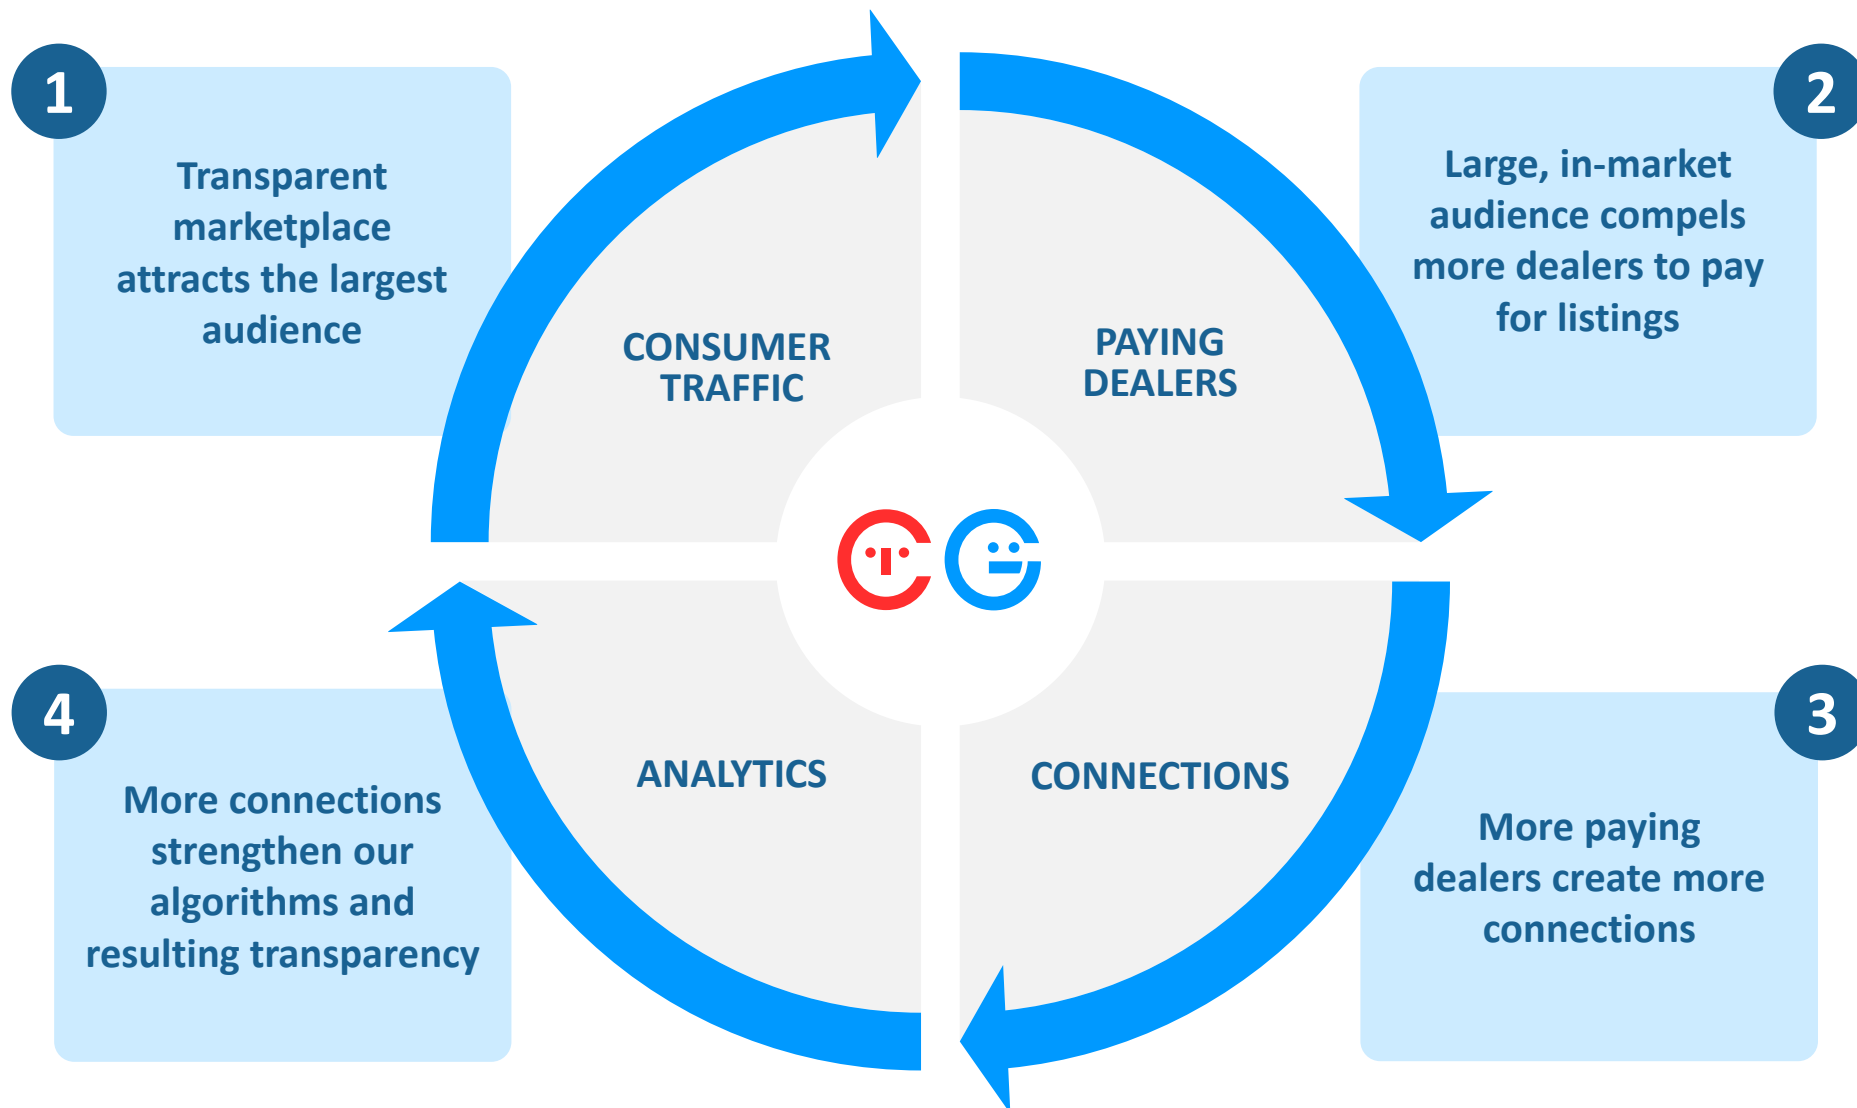 1
Transparent
marketplace
attracts the largest
audience
CONSUMER
TRAFFIC
PAYING
DEALERS
2
Large, in-market
audience compels
more dealers to pay
for listings
CG
4
More connections
strengthen our
algorithms and
resulting transparency
ANALYTICS
CONNECTIONS
3
More paying
dealers create more
connections